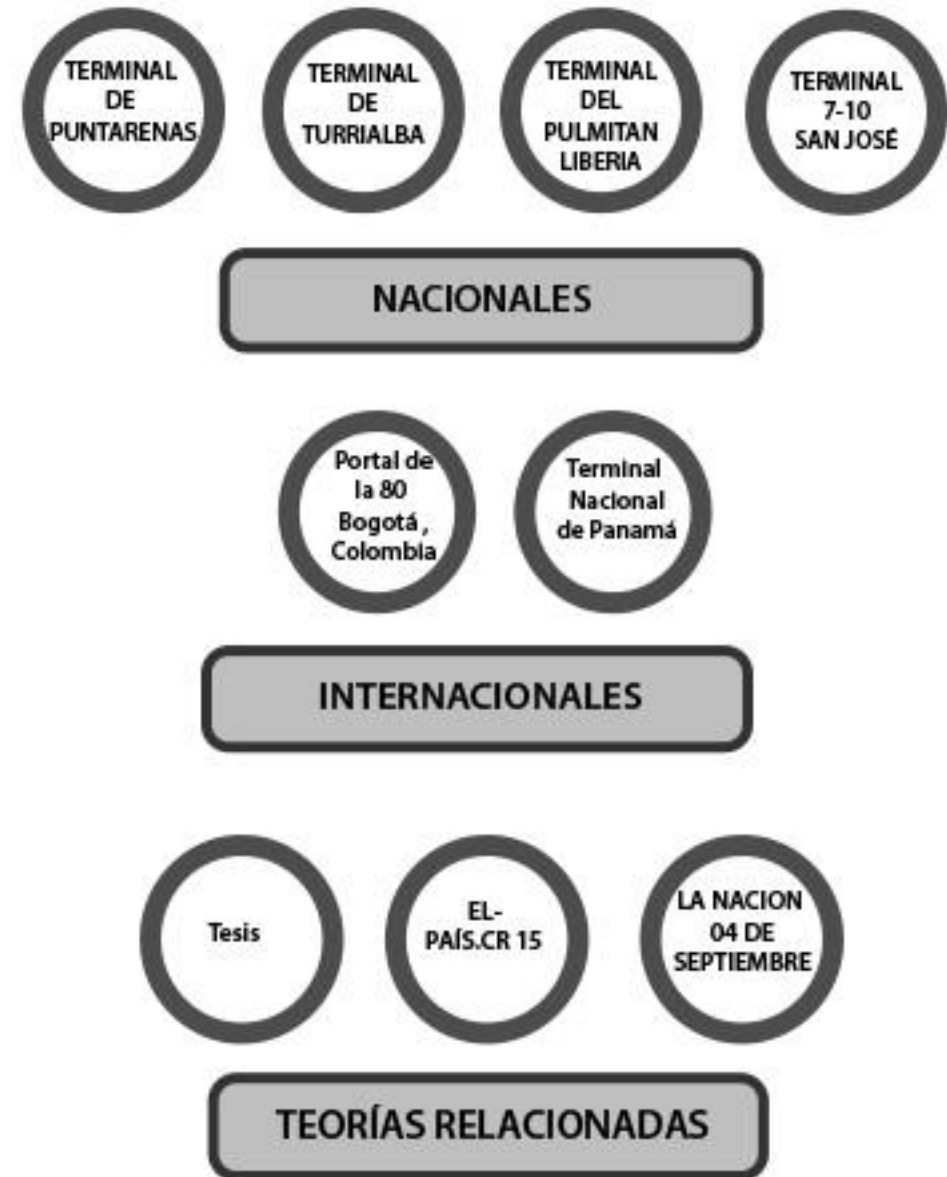 TERMINAL
DE
PUNTARENAS
TERMINAL
DE
TURRIALBA
TERMINAL
DEL
PULMITAN
LIBERIA
TERMINAL
7-10
SAN JOSÉ
NACIONALES
Portal de
la 80
Bogotá ,
Colombia
Terminal
Nacional
de Panamá
INTERNACIONALES
Tesis
EL-
PAÍS.CR 15
LA NACION
04 DE
SEPTIEMBRE
TEORÍAS RELACIONADAS